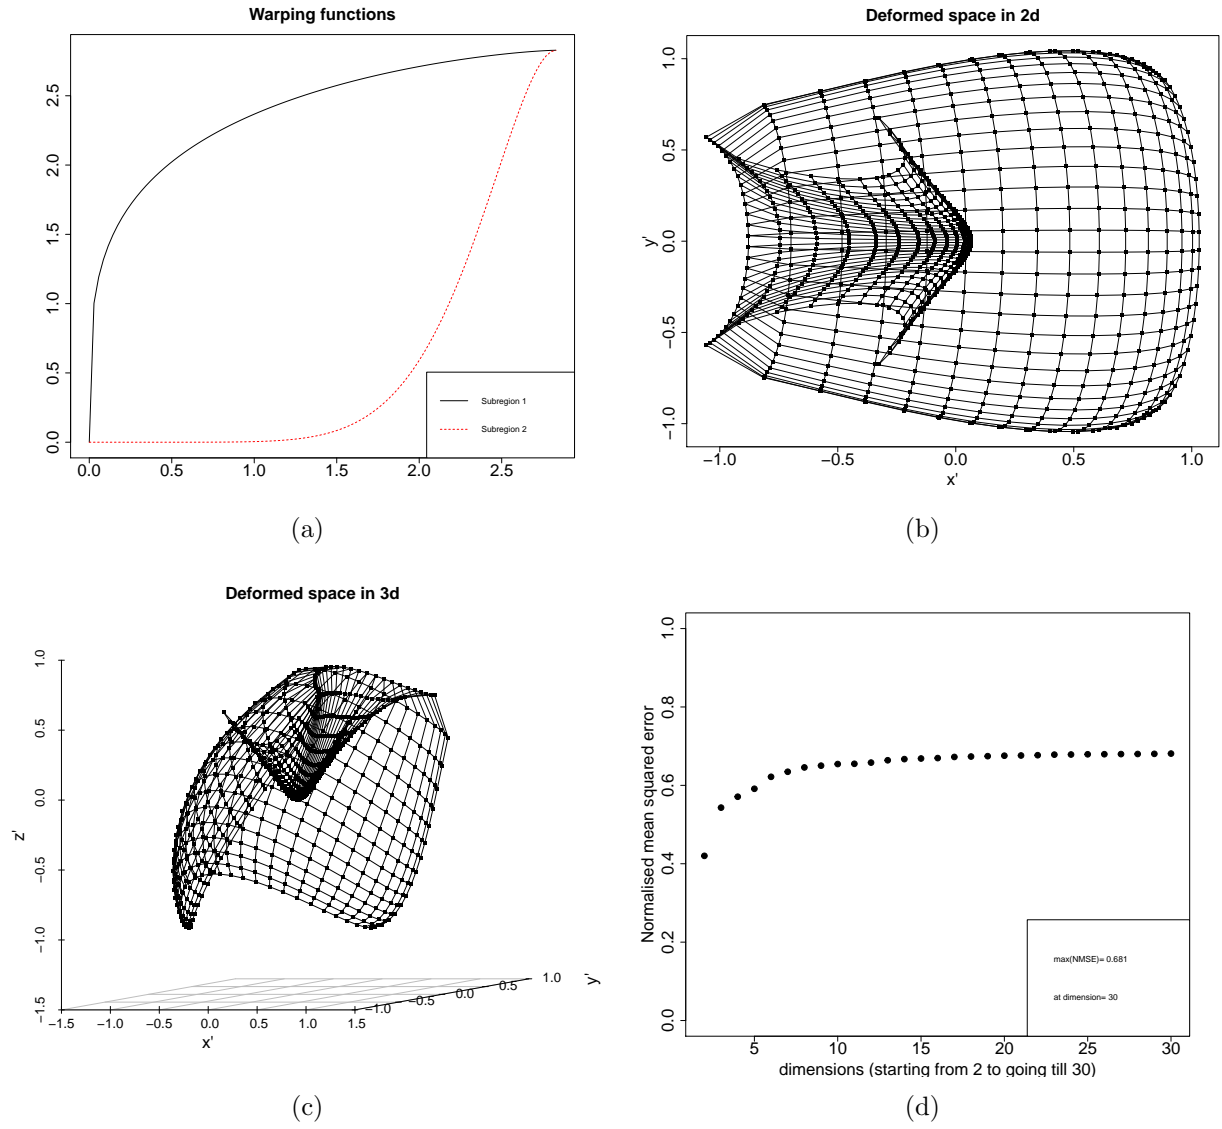 Warping functions
0.0 0.5 1.0 1.5 2.0 2.5
0.0 0.5 1.0 1.5 2.0 2.5
Subregion 1
Subregion 2
(a)
Deformed space in 2d
−1.0 −0.5 0.0 0.5 1.0
y'
−1.0 −0.5 0.0 0.5 1.0
x'
(b)
Deformed space in 3d
−1.5 −1.0 −0.5 0.0 0.5 1.0
z'
−1.5 −1.0 −0.5 0.0 0.5 1.0 1.5
x'
−1.0 −0.5 0.0 0.5 1.0
y'
(c)
0.0 0.2 0.4 0.6 0.8 1.0
Normalised mean squared error
max(NMSE)= 0.681
at dimension= 30
5 10 15 20 25 30
dimensions (starting from 2 to going till 30)
(d)